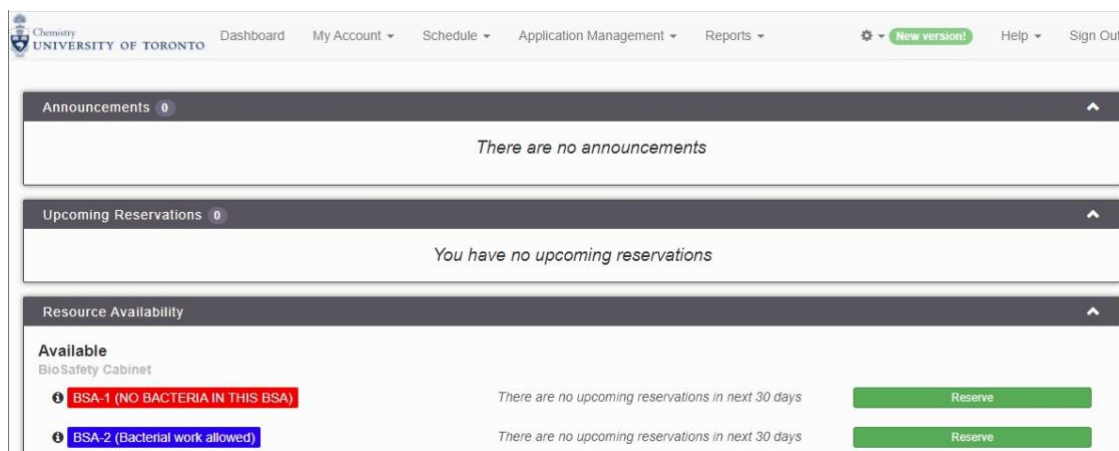 Chemistry
UNIVERSITY OF TORONTO
Dashboard My Account Schedule Application Management Reports New version! Help Sign Out
Announcements 0
There are no announcements
Upcoming Reservations 0
You have no upcoming reservations
Resource Availability
Available
BioSafety Cabinet
BSA-1 (NO BACTERIA IN THIS BSA) There are no upcoming reservations in next 30 days Reserve
BSA-2 (Bacterial work allowed) There are no upcoming reservations in next 30 days Reserve